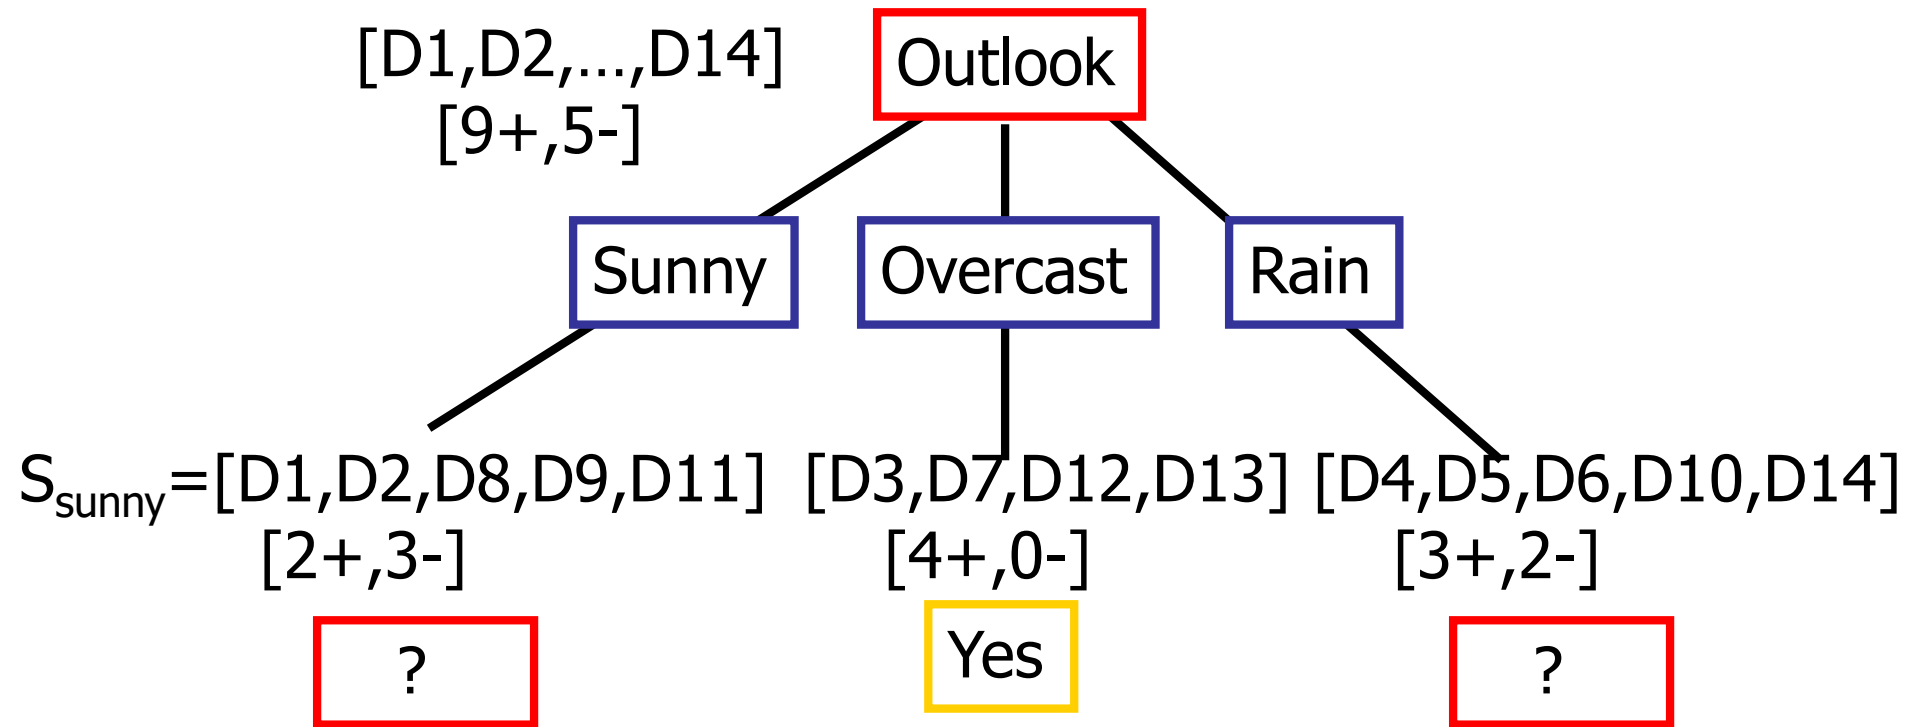 [D1,D2,…,D14]
Outlook
[9+,5-]
Sunny
Overcast
Rain
Ssunny=[D1,D2,D8,D9,D11]
[D3,D7,D12,D13]
[D4,D5,D6,D10,D14]
[2+,3-]
[4+,0-]
[3+,2-]
?
Yes
?